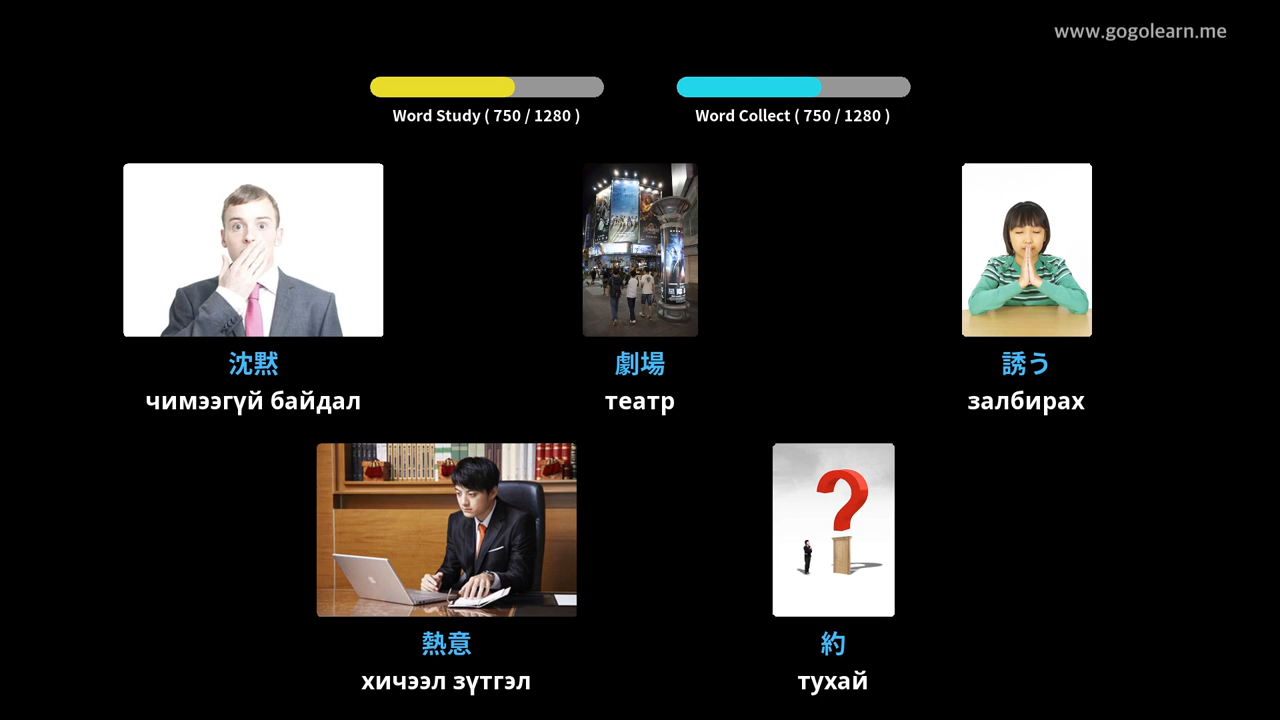 www.gogolearn.me
Word Study ( 750 / 1280 )
Word Collect ( 750 / 1280 )
沈黙
чимээгүй байдал
劇場
театр
誘う
залбирах
熱意
хичээл зүтгэл
約
тухай